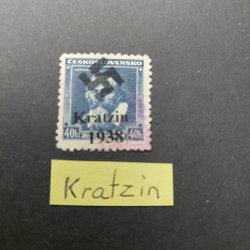 ČESKOSLOVENSKO
Kratzin
1938
40h 40h
Kratzin